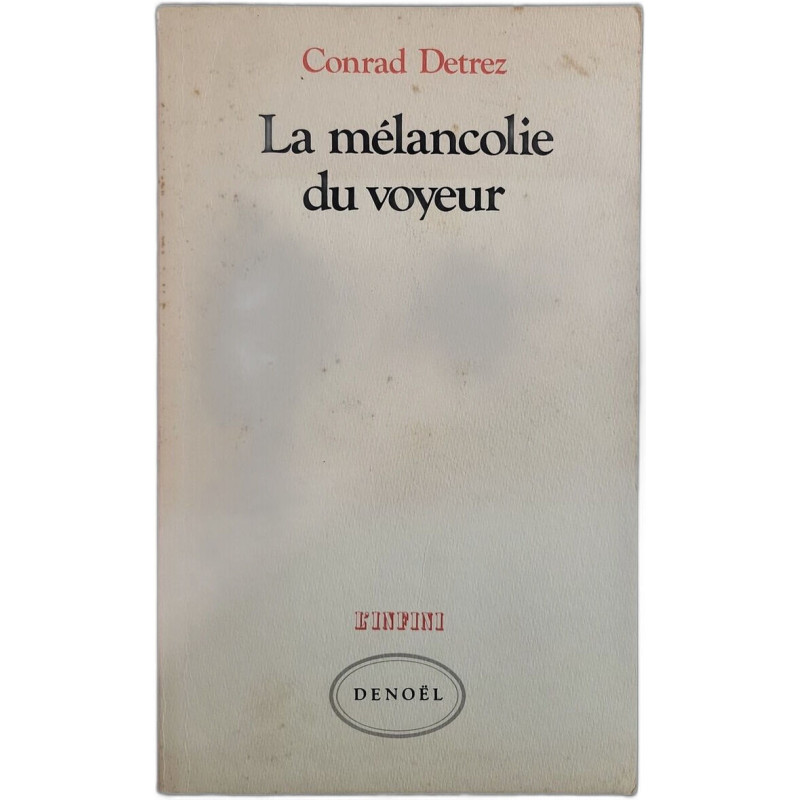 Conrad Detrez
La mélancolie
du voyeur
L'INFINI
DENOËL